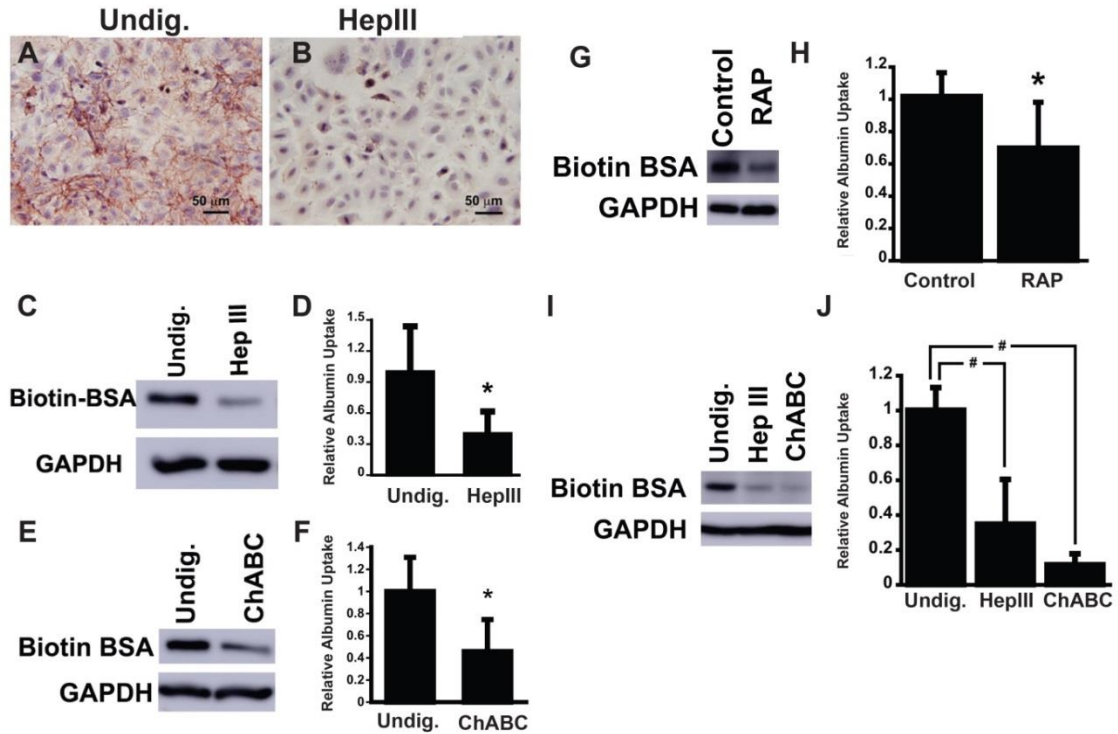 Undig.
HepIII
A
B
50 µm
50 µm
C
Undig.
Hep III
Biotin-BSA
GAPDH
D
Relative Albumin Uptake
1.5
1.2
0.9
0.6
0.3
0
*
Undig.
HepIII
E
Undig.
ChABC
Biotin BSA
GAPDH
F
Relative Albumin Uptake
1.4
1.2
1
0.8
0.6
0.4
0.2
0
*
Undig.
ChABC
G
Control
RAP
Biotin BSA
GAPDH
H
Relative Albumin Uptake
1.2
1
0.8
0.6
0.4
0.2
0
*
Control
RAP
I
Undig.
Hep III
ChABC
Biotin BSA
GAPDH
J
Relative Albumin Uptake
1.2
1
0.8
0.6
0.4
0.2
0
#
#
Undig.
HepIII
ChABC